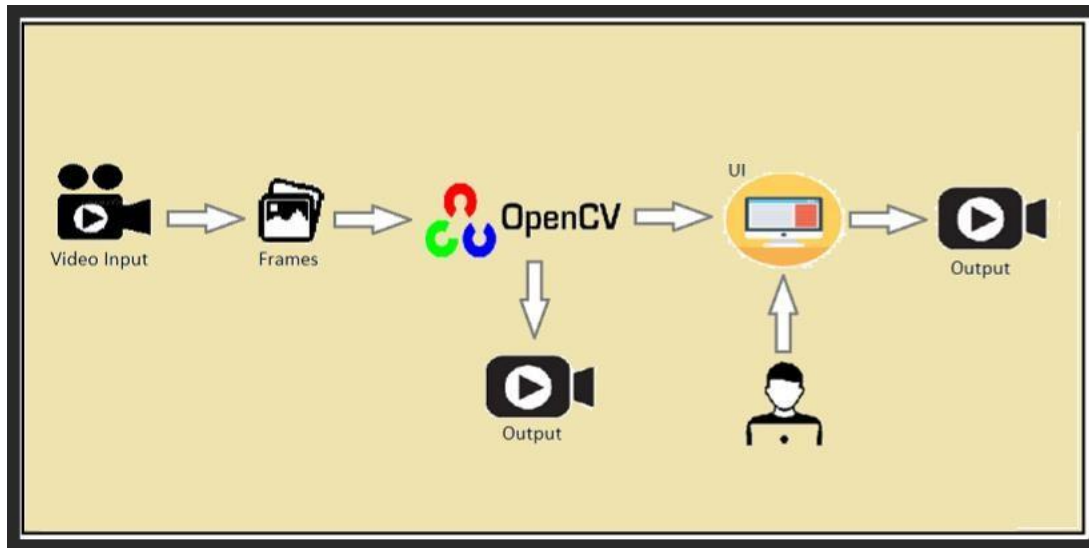 UI
OpenCV
Video Input
Frames
Output
Output